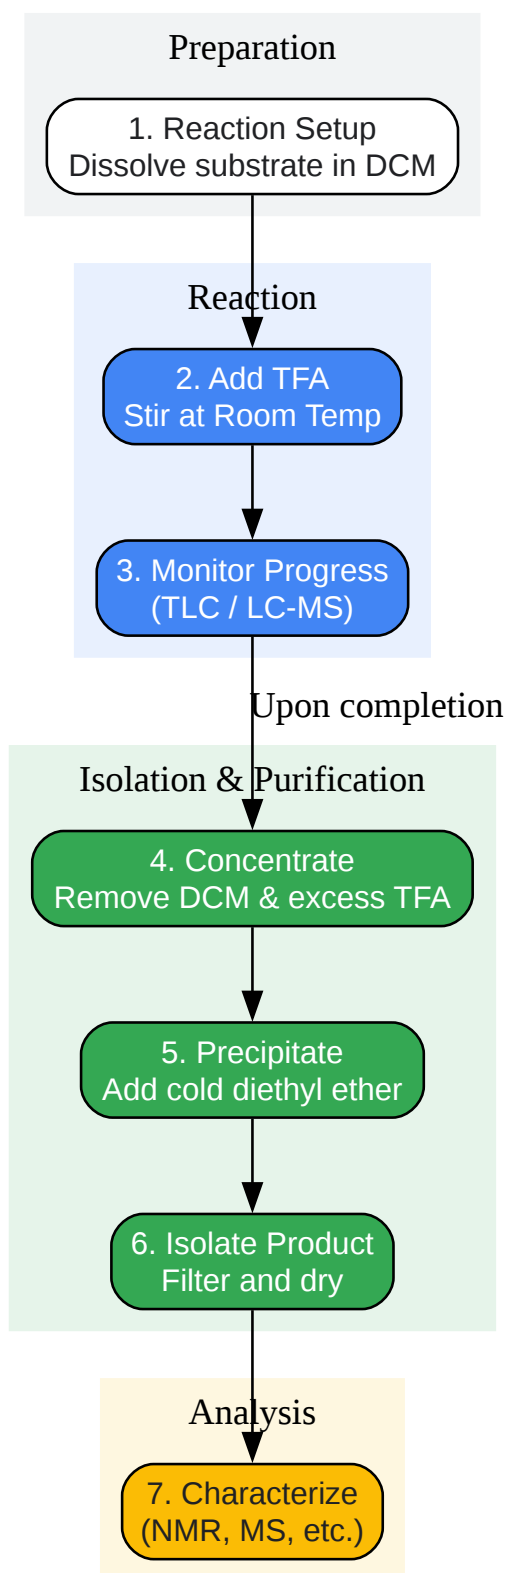 Preparation
1. Reaction Setup
Dissolve substrate in DCM
Reaction
2. Add TFA
Stir at Room Temp
3. Monitor Progress
(TLC / LC-MS)
Upon completion
Isolation & Purification
4. Concentrate
Remove DCM & excess TFA
5. Precipitate
Add cold diethyl ether
6. Isolate Product
Filter and dry
Analysis
7. Characterize
(NMR, MS, etc.)